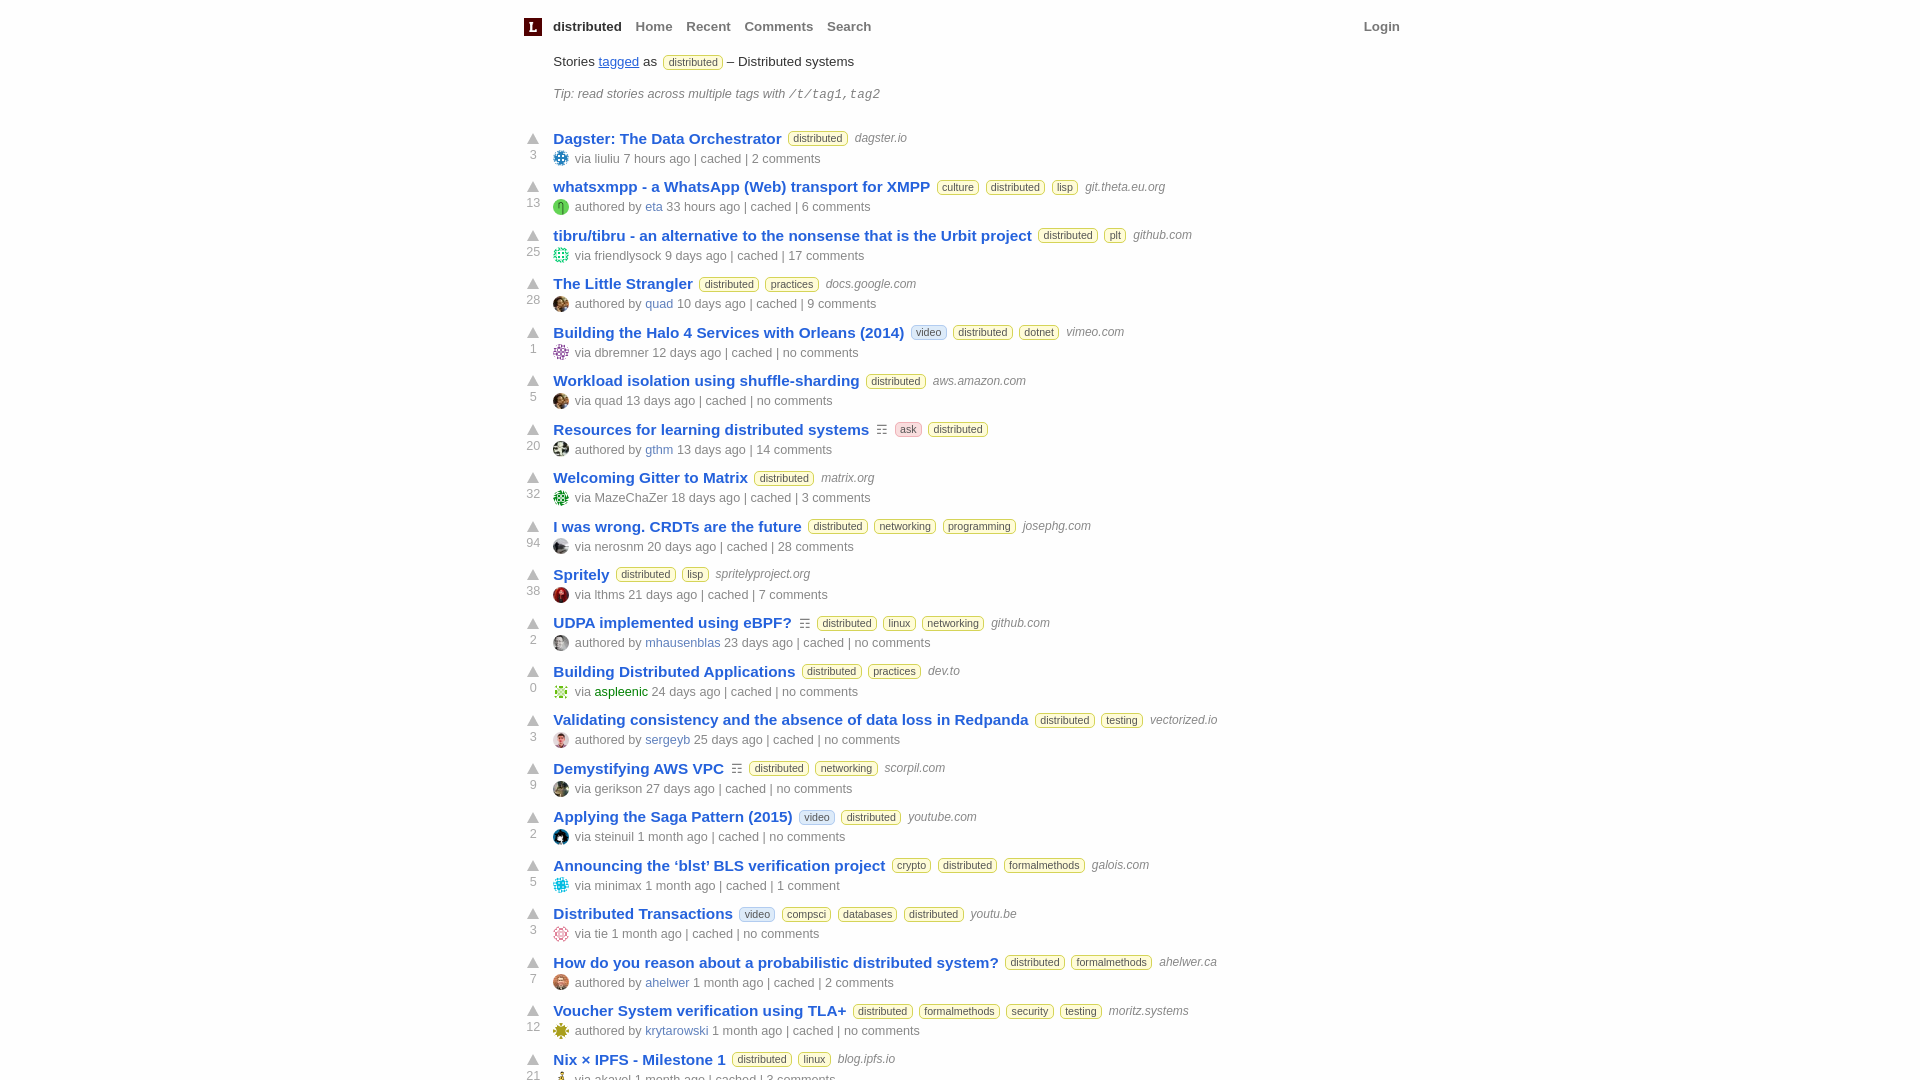 L distributed Home Recent Comments Search Login
Stories tagged as distributed – Distributed systems
Tip: read stories across multiple tags with /t/tag1,tag2
Dagster: The Data Orchestrator distributed dagster.io
3 via liuliu 7 hours ago | cached | 2 comments
whatsxmpp - a WhatsApp (Web) transport for XMPP culture distributed lisp git.theta.eu.org
13 authored by eta 33 hours ago | cached | 6 comments
tibru/tibru - an alternative to the nonsense that is the Urbit project distributed plt github.com
25 via friendlysock 9 days ago | cached | 17 comments
The Little Strangler distributed practices docs.google.com
28 authored by quad 10 days ago | cached | 9 comments
Building the Halo 4 Services with Orleans (2014) video distributed dotnet vimeo.com
1 via dbremner 12 days ago | cached | no comments
Workload isolation using shuffle-sharding distributed aws.amazon.com
5 via quad 13 days ago | cached | no comments
Resources for learning distributed systems ☶ ask distributed
20 authored by gthm 13 days ago | 14 comments
Welcoming Gitter to Matrix distributed matrix.org
32 via MazeChaZer 18 days ago | cached | 3 comments
I was wrong. CRDTs are the future distributed networking programming josephg.com
94 via nerosnm 20 days ago | cached | 28 comments
Spritely distributed lisp spritelyproject.org
38 via lthms 21 days ago | cached | 7 comments
UDPA implemented using eBPF? ☶ distributed linux networking github.com
2 authored by mhausenblas 23 days ago | cached | no comments
Building Distributed Applications distributed practices dev.to
0 via aspleenic 24 days ago | cached | no comments
Validating consistency and the absence of data loss in Redpanda distributed testing vectorized.io
3 authored by sergeyb 25 days ago | cached | no comments
Demystifying AWS VPC ☶ distributed networking scorpil.com
9 via gerikson 27 days ago | cached | no comments
Applying the Saga Pattern (2015) video distributed youtube.com
2 via steinuil 1 month ago | cached | no comments
Announcing the ‘blst’ BLS verification project crypto distributed formalmethods galois.com
5 via minimax 1 month ago | cached | 1 comment
Distributed Transactions video compsci databases distributed youtu.be
3 via tie 1 month ago | cached | no comments
How do you reason about a probabilistic distributed system? distributed formalmethods ahelwer.ca
7 authored by ahelwer 1 month ago | cached | 2 comments
Voucher System verification using TLA+ distributed formalmethods security testing moritz.systems
12 authored by krytarowski 1 month ago | cached | no comments
Nix × IPFS - Milestone 1 distributed linux blog.ipfs.io
21 via akavel 1 month ago | cached | 3 comments